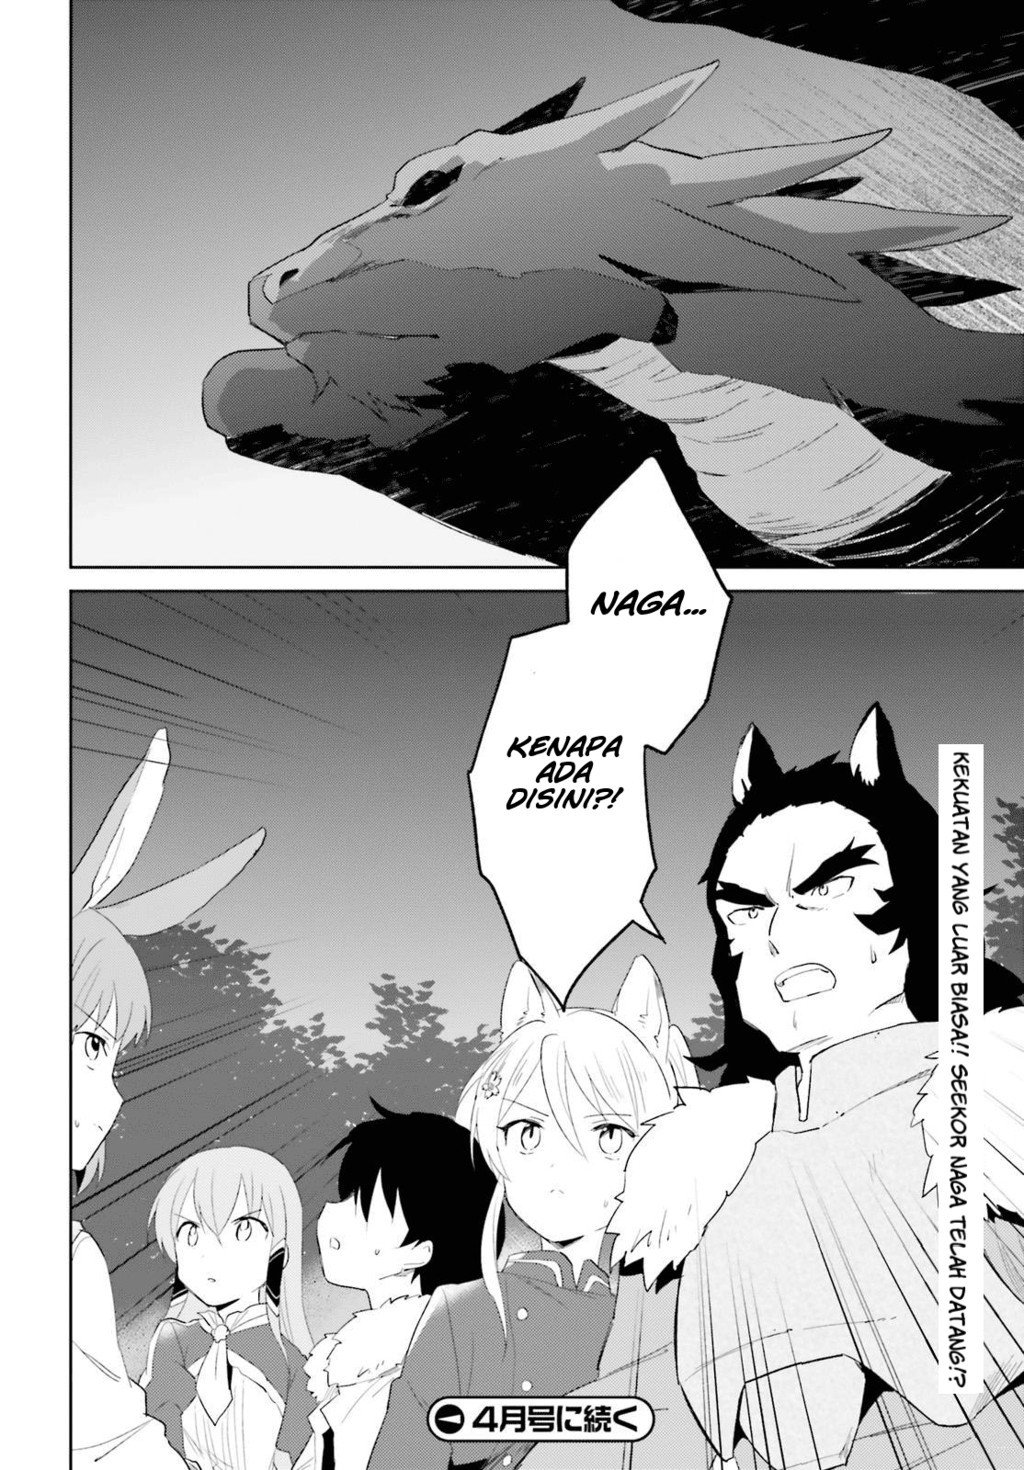 NAGA...
KENAPA
ADA
DISINI?!
KEKUATAN YANG LUAR BIASA!! SEEKOR NAGA TELAH DATANG!?
4月号に続く